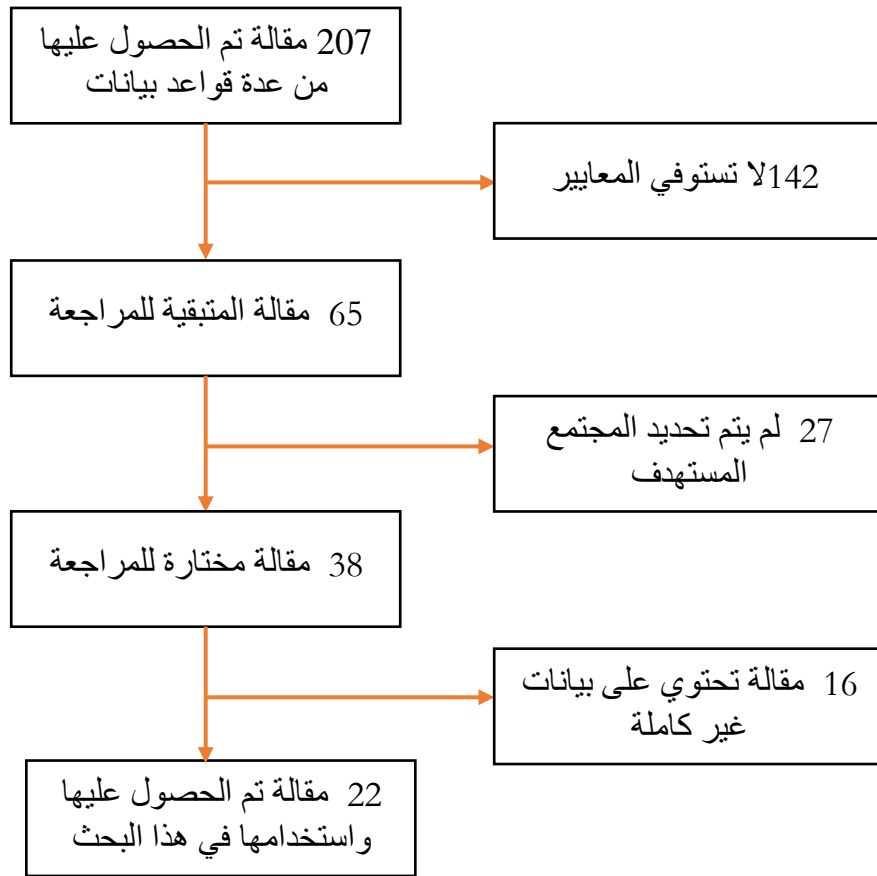 207 مقالة تم الحصول عليها
من عدة قواعد بيانات
142لا تستوفي المعايير
65 مقالة المتبقية للمراجعة
27 لم يتم تحديد المجتمع
المستهدف
38 مقالة مختارة للمراجعة
16 مقالة تحتوي على بيانات
غير كاملة
22 مقالة تم الحصول عليها
واستخدامها في هذا البحث